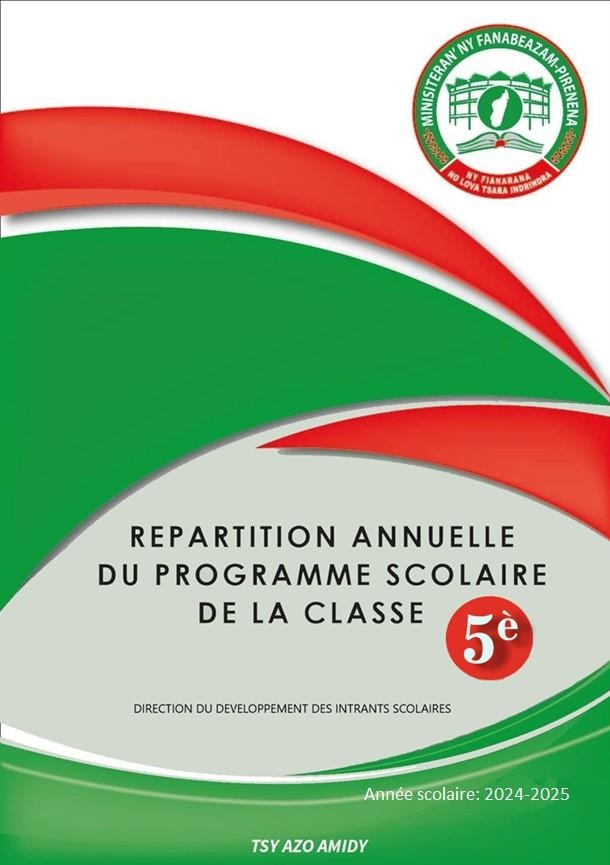 MINISITERAN' NY FANABEAZAM-PIRENENA
NY FIANARANA
NO LOVA TSARA INDRINDRA
REPARTITION ANNUELLE
DU PROGRAMME SCOLAIRE
DE LA CLASSE
5è
DIRECTION DU DEVELOPPEMENT DES INTRANTS SCOLAIRES
Année scolaire: 2024-2025
TSY AZO AMIDY